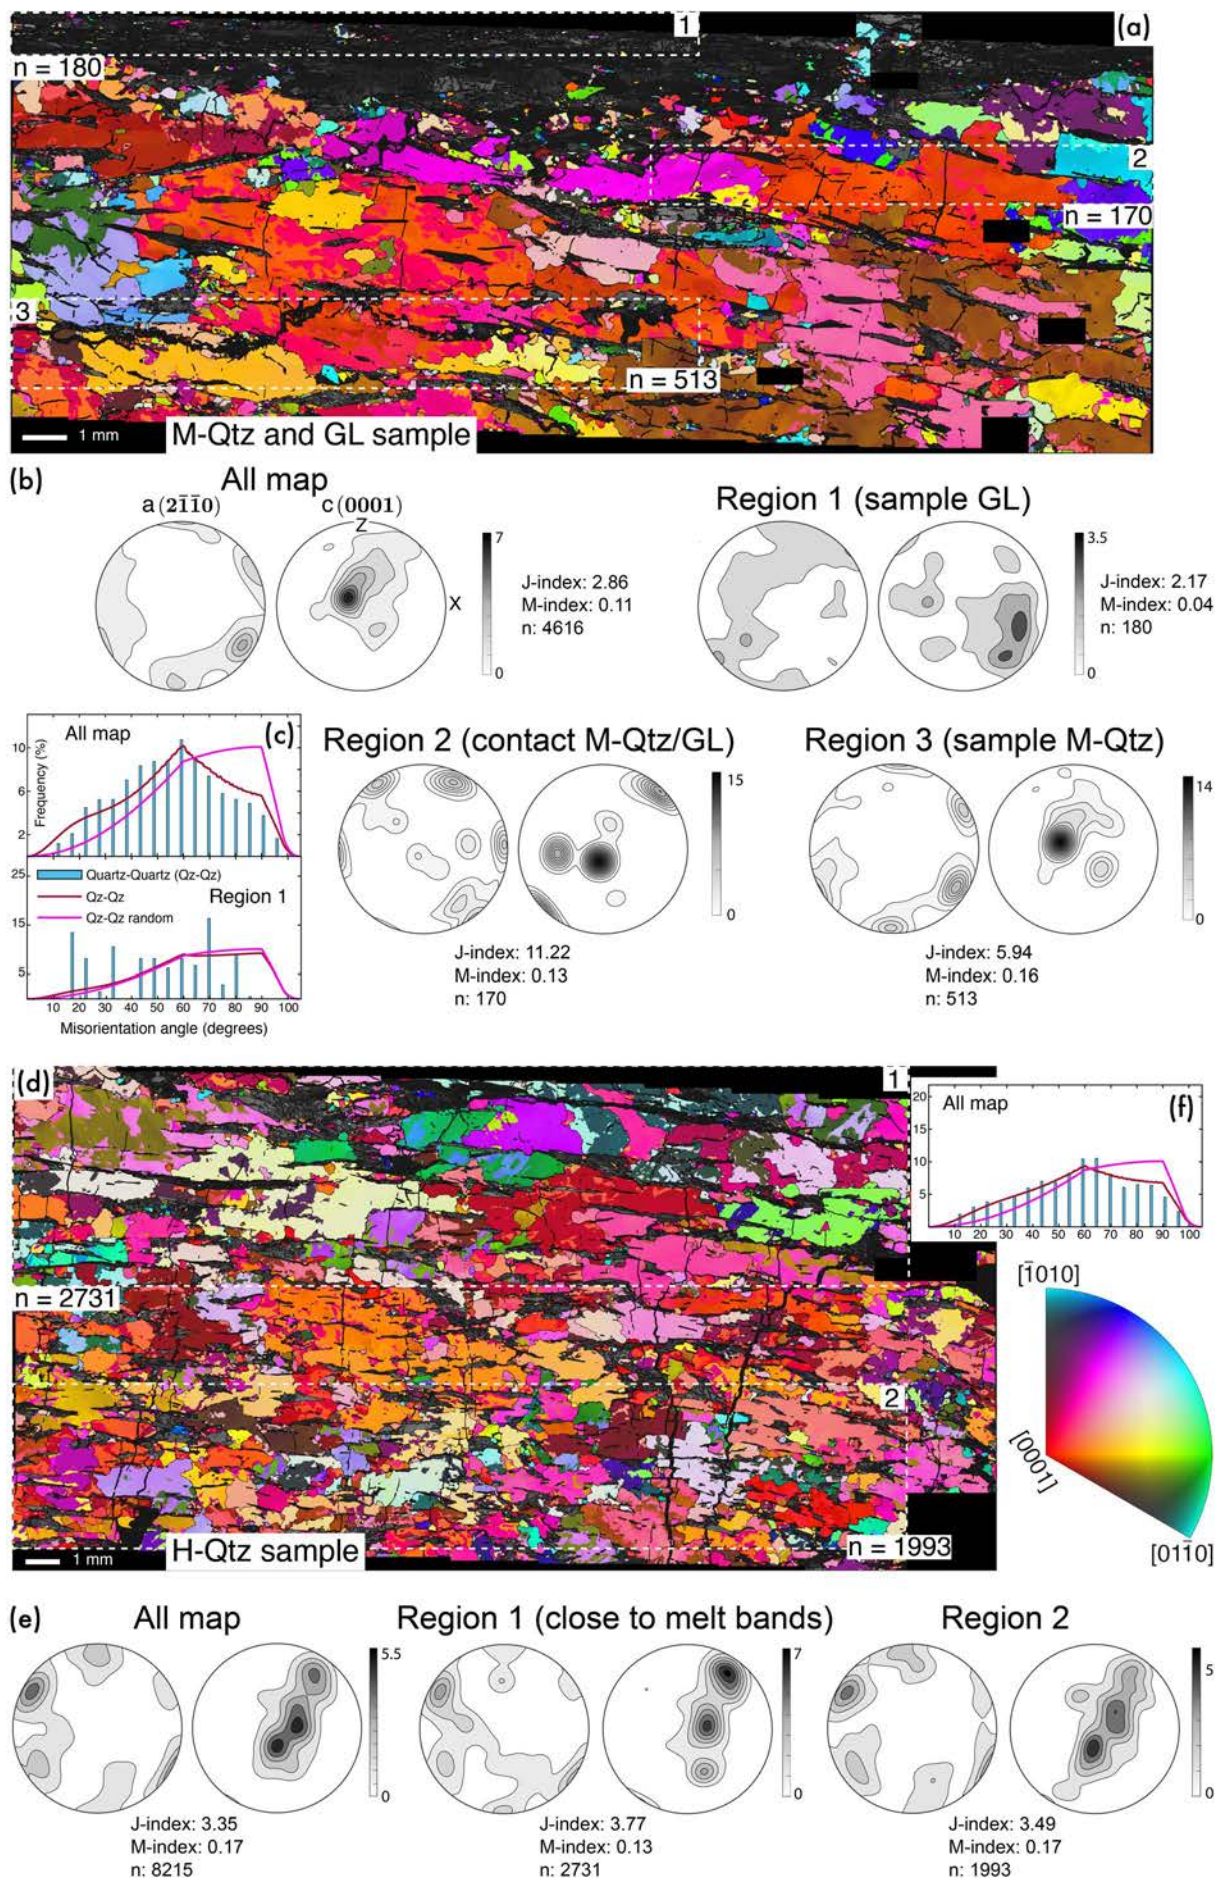 (a)
1
n = 180
2
n = 170
3
n = 513
1 mm
M-Qtz and GL sample
(b)
All map
a (2̄1̄1̄0)
c (0001)
Z
X
7
0
J-index: 2.86
M-index: 0.11
n: 4616
Region 1 (sample GL)
3.5
0
J-index: 2.17
M-index: 0.04
n: 180
(c)
All map
Frequency (%)
10
6
2
25
15
5
Quartz-Quartz (Qz-Qz)
Qz-Qz
Qz-Qz random
Region 1
10 20 30 40 50 60 70 80 90 100
Misorientation angle (degrees)
Region 2 (contact M-Qtz/GL)
15
0
J-index: 11.22
M-index: 0.13
n: 170
Region 3 (sample M-Qtz)
14
0
J-index: 5.94
M-index: 0.16
n: 513
(d)
1
n = 2731
2
n = 1993
1 mm
H-Qtz sample
(f)
All map
20
15
10
5
10 20 30 40 50 60 70 80 90 100
[1̄010]
[0001]
[011̄0]
(e)
All map
5.5
0
J-index: 3.35
M-index: 0.17
n: 8215
Region 1 (close to melt bands)
7
0
J-index: 3.77
M-index: 0.13
n: 2731
Region 2
5
0
J-index: 3.49
M-index: 0.17
n: 1993